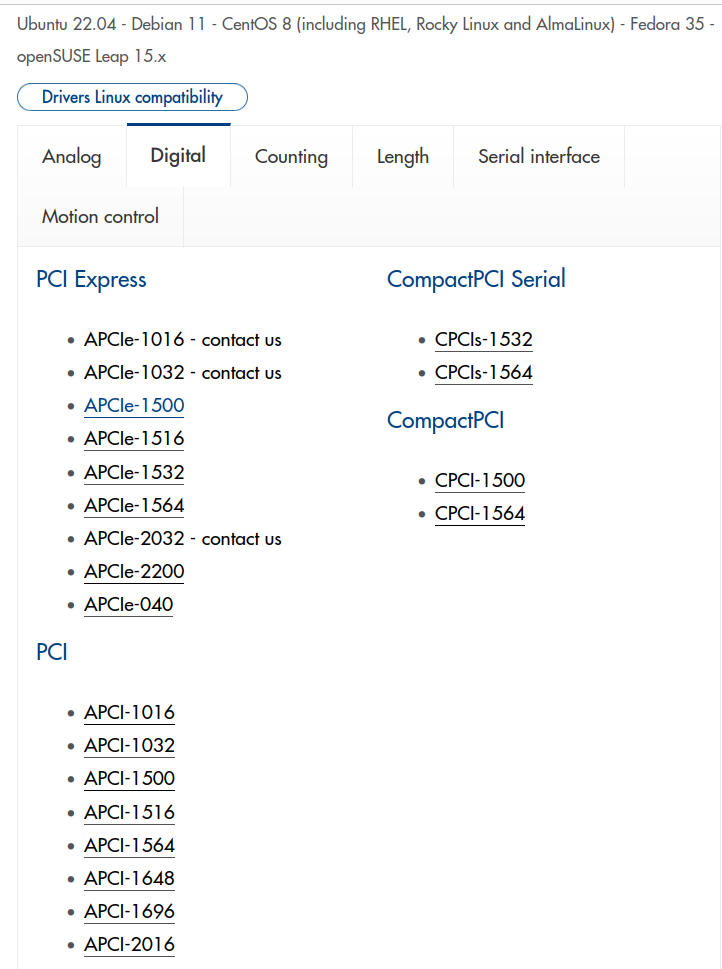 Ubuntu 22.04 - Debian 11 - CentOS 8 (including RHEL, Rocky Linux and AlmaLinux) - Fedora 35 -
openSUSE Leap 15.x
Drivers Linux compatibility
Analog
Digital
Counting
Length
Serial interface
Motion control
PCI Express
APCIe-1016 - contact us
APCIe-1032 - contact us
APCIe-1500
APCIe-1516
APCIe-1532
APCIe-1564
APCIe-2032 - contact us
APCIe-2200
APCIe-040
PCI
APCI-1016
APCI-1032
APCI-1500
APCI-1516
APCI-1564
APCI-1648
APCI-1696
APCI-2016
CompactPCI Serial
CPCIs-1532
CPCIs-1564
CompactPCI
CPCI-1500
CPCI-1564